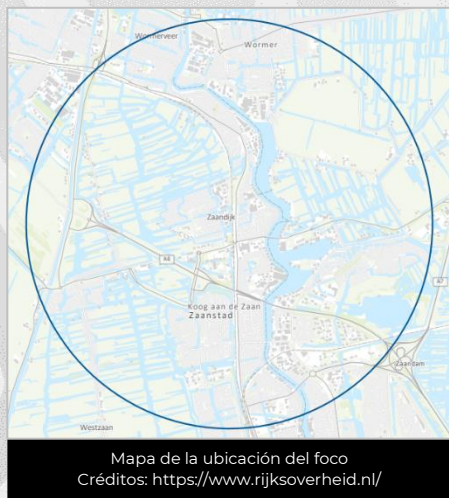 Wormerveer
Wormer
Zaandijk
A8
A7
Koog aan de Zaan
Zaanstad
Zaandam
Westzaan
Mapa de la ubicación del foco
Créditos: https://www.rijksoverheid.nl/